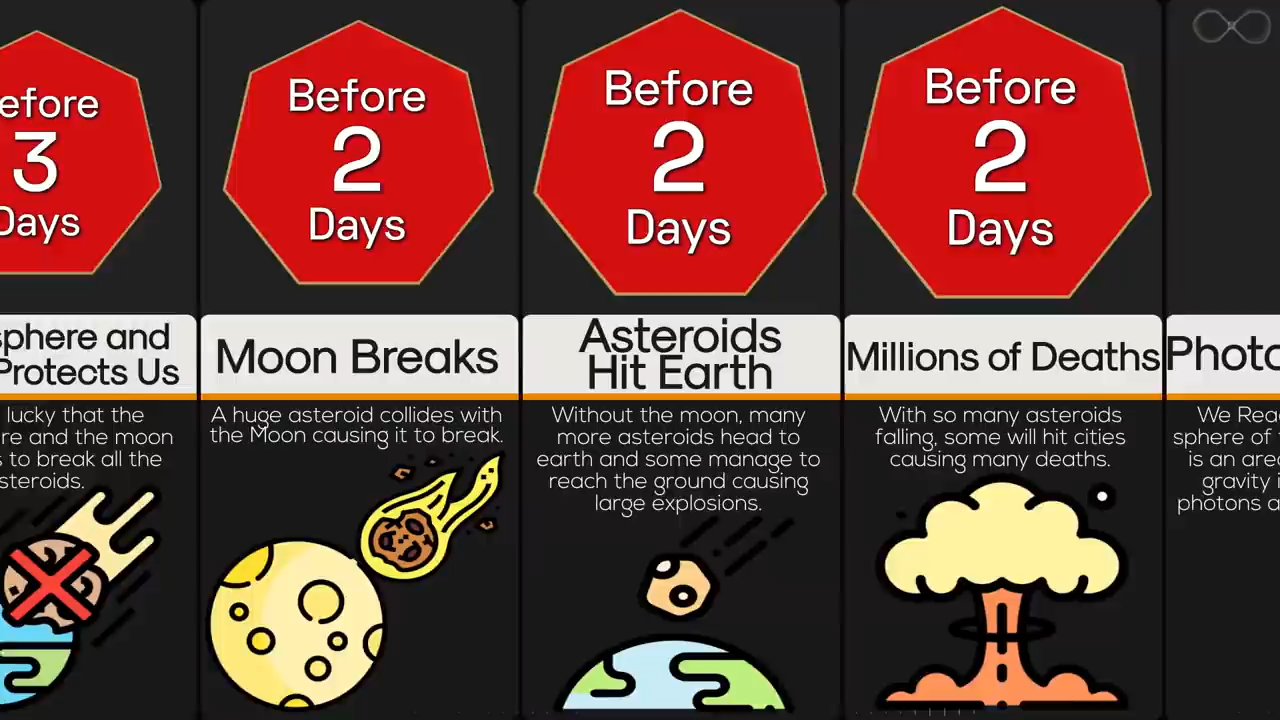 efore
3
Days
sphere and
Protects Us
lucky that the
re and the moon
s to break all the
steroids.
Before
2
Days
Moon Breaks
A huge asteroid collides with
the Moon causing it to break.
Before
2
Days
Asteroids
Hit Earth
Without the moon, many
more asteroids head to
earth and some manage to
reach the ground causing
large explosions.
Before
2
Days
Millions of Deaths
With so many asteroids
falling, some will hit cities
causing many deaths.
Photo
We Rea
sphere of
is an area
gravity i
photons a